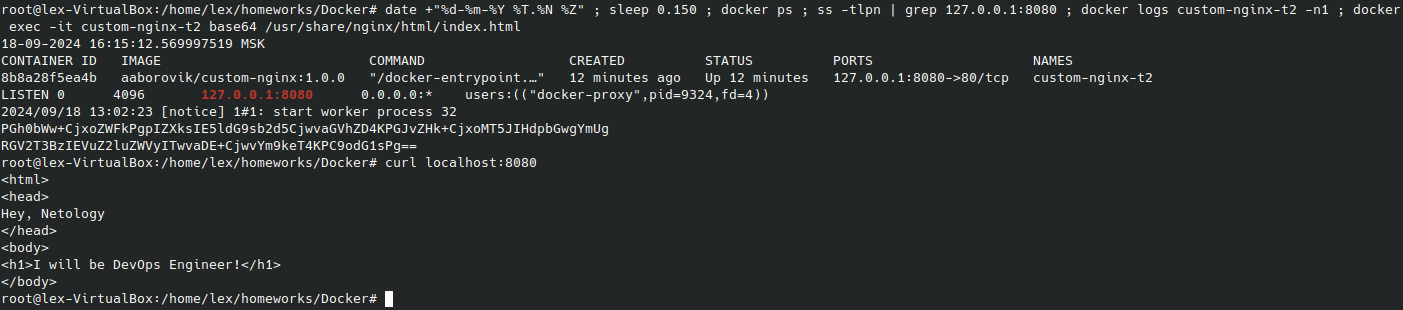 root@lex-VirtualBox:/home/lex/homeworks/Docker# date +"%d-%m-%Y %T.%N %Z" ; sleep 0.150 ; docker ps ; ss -tlpn | grep 127.0.0.1:8080 ; docker logs custom-nginx-t2 -n1 ; docker
exec -it custom-nginx-t2 base64 /usr/share/nginx/html/index.html
18-09-2024 16:15:12.569997519 MSK
CONTAINER ID   IMAGE                          COMMAND                  CREATED          STATUS          PORTS                    NAMES
8b8a28f5ea4b   aaborovik/custom-nginx:1.0.0   "/docker-entrypoint.…"   12 minutes ago   Up 12 minutes   127.0.0.1:8080->80/tcp   custom-nginx-t2
LISTEN 0      4096       127.0.0.1:8080      0.0.0.0:*    users:(("docker-proxy",pid=9324,fd=4))
2024/09/18 13:02:23 [notice] 1#1: start worker process 32
PGh0bWw+CjxoZWFkPgpIZXksIE5ldG9sb2d5CjwvaGVhZD4KPGJvZHk+CjxoMT5JIHdpbGwgYmUg
RGV2T3BzIEVuZ2luZWVyITwvaDE+CjwvYm9keT4KPC9odG1sPg==
root@lex-VirtualBox:/home/lex/homeworks/Docker# curl localhost:8080
<html>
<head>
Hey, Netology
</head>
<body>
<h1>I will be DevOps Engineer!</h1>
</body>
root@lex-VirtualBox:/home/lex/homeworks/Docker#